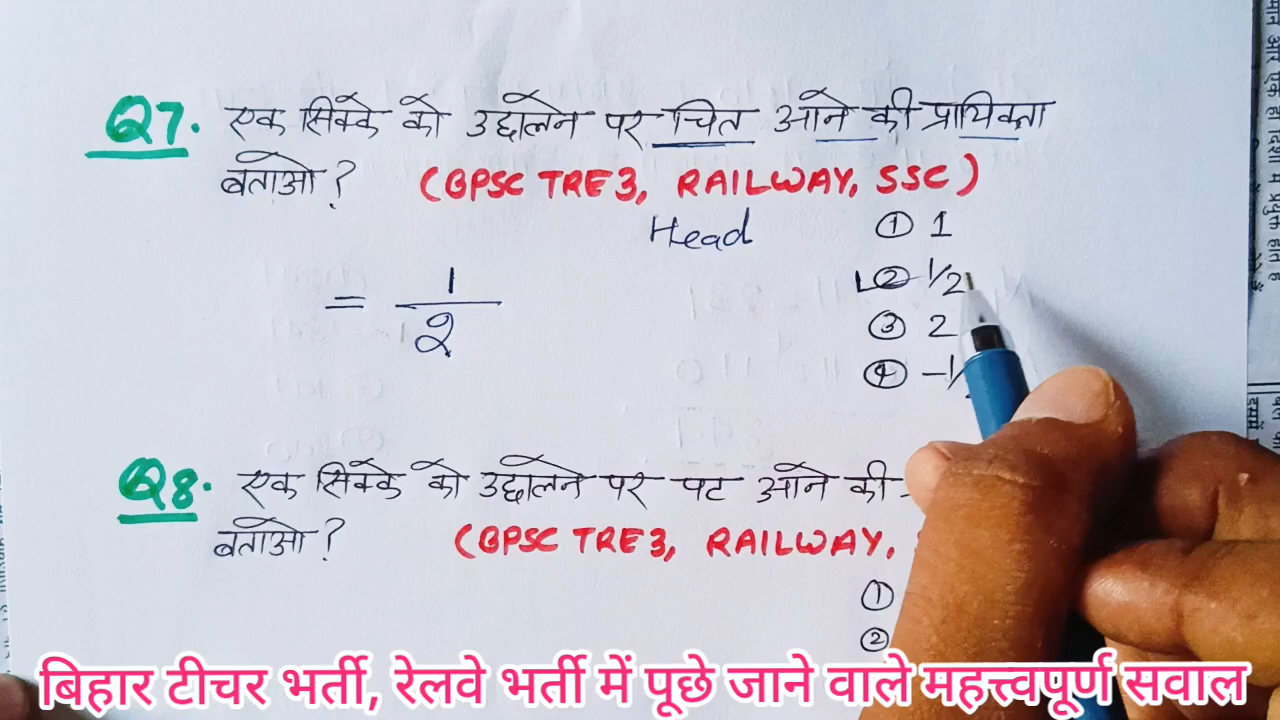 Q7. एक सिक्के को उछालने पर चित आने की प्रायिक्ता
बताओ? (BPSC TRE3, RAILWAY, SSC)
Head
① 1
② 1/2
= 1/2
③ 2
④ -1/
Q8. एक सिक्के को उछालने पर पट आने की
बताओ? (BPSC TRE3, RAILWAY,
①
②
बिहार टीचर भर्ती, रेलवे भर्ती में पूछे जाने वाले महत्त्वपूर्ण सवाल